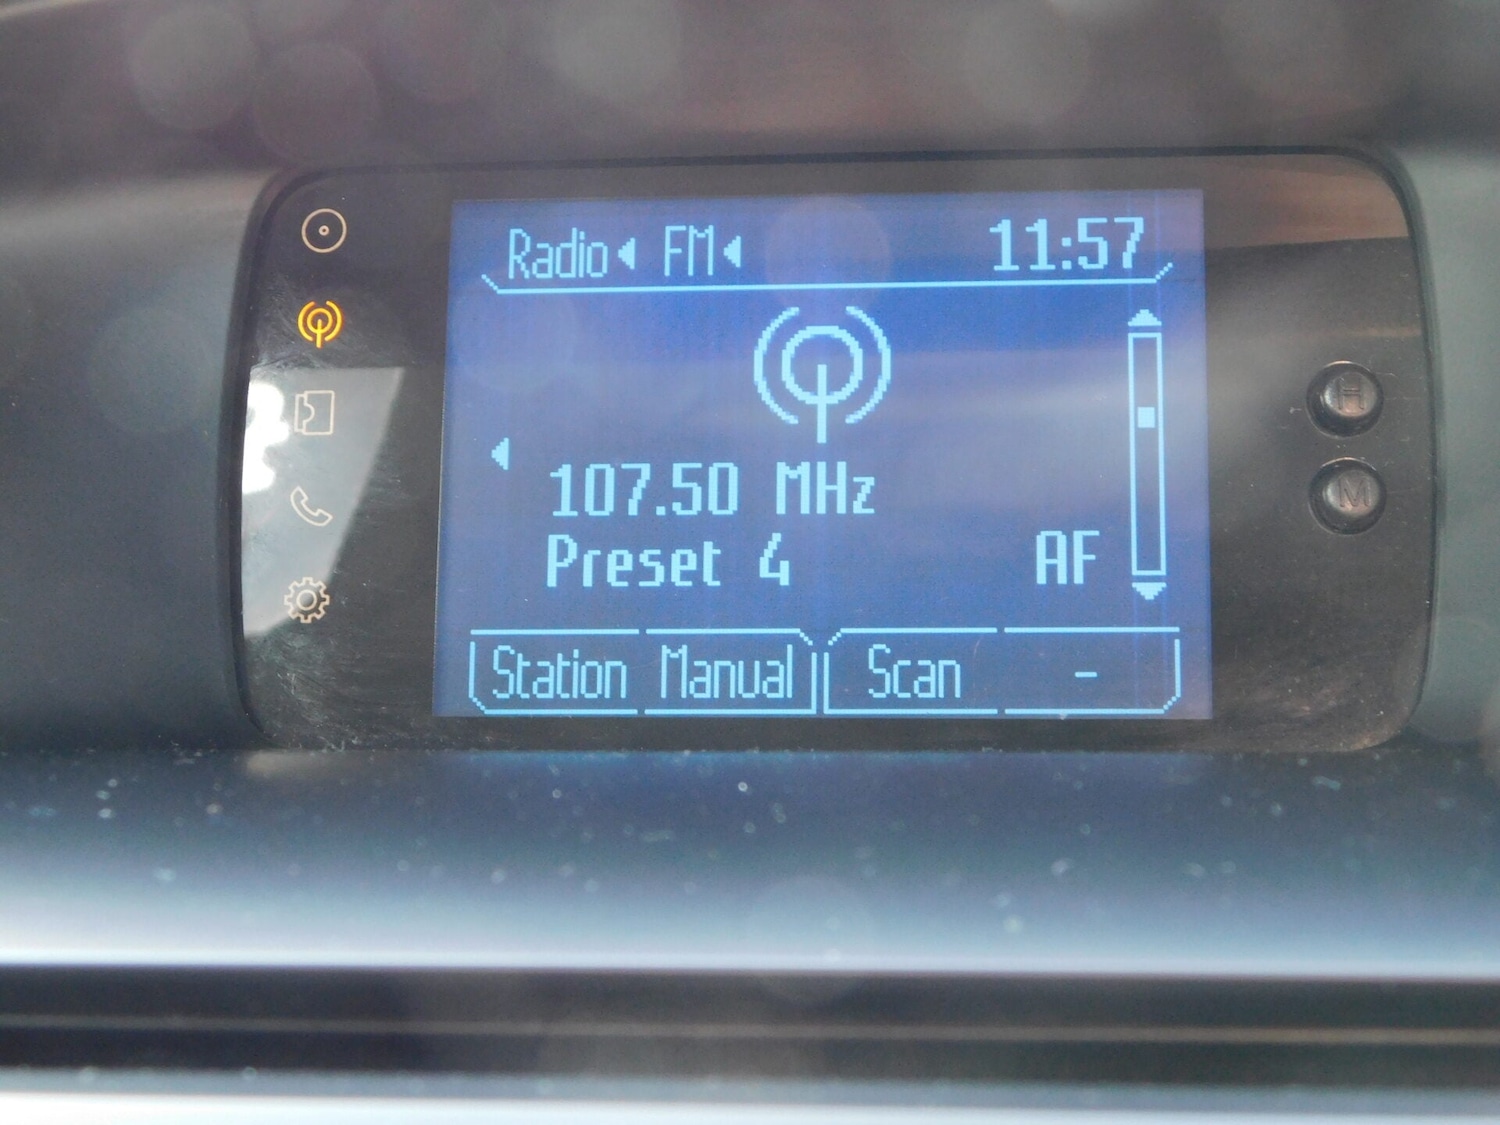 Radio FM 11:57
107.50 MHz
Preset 4 AF
Station Manual Scan -
H
M